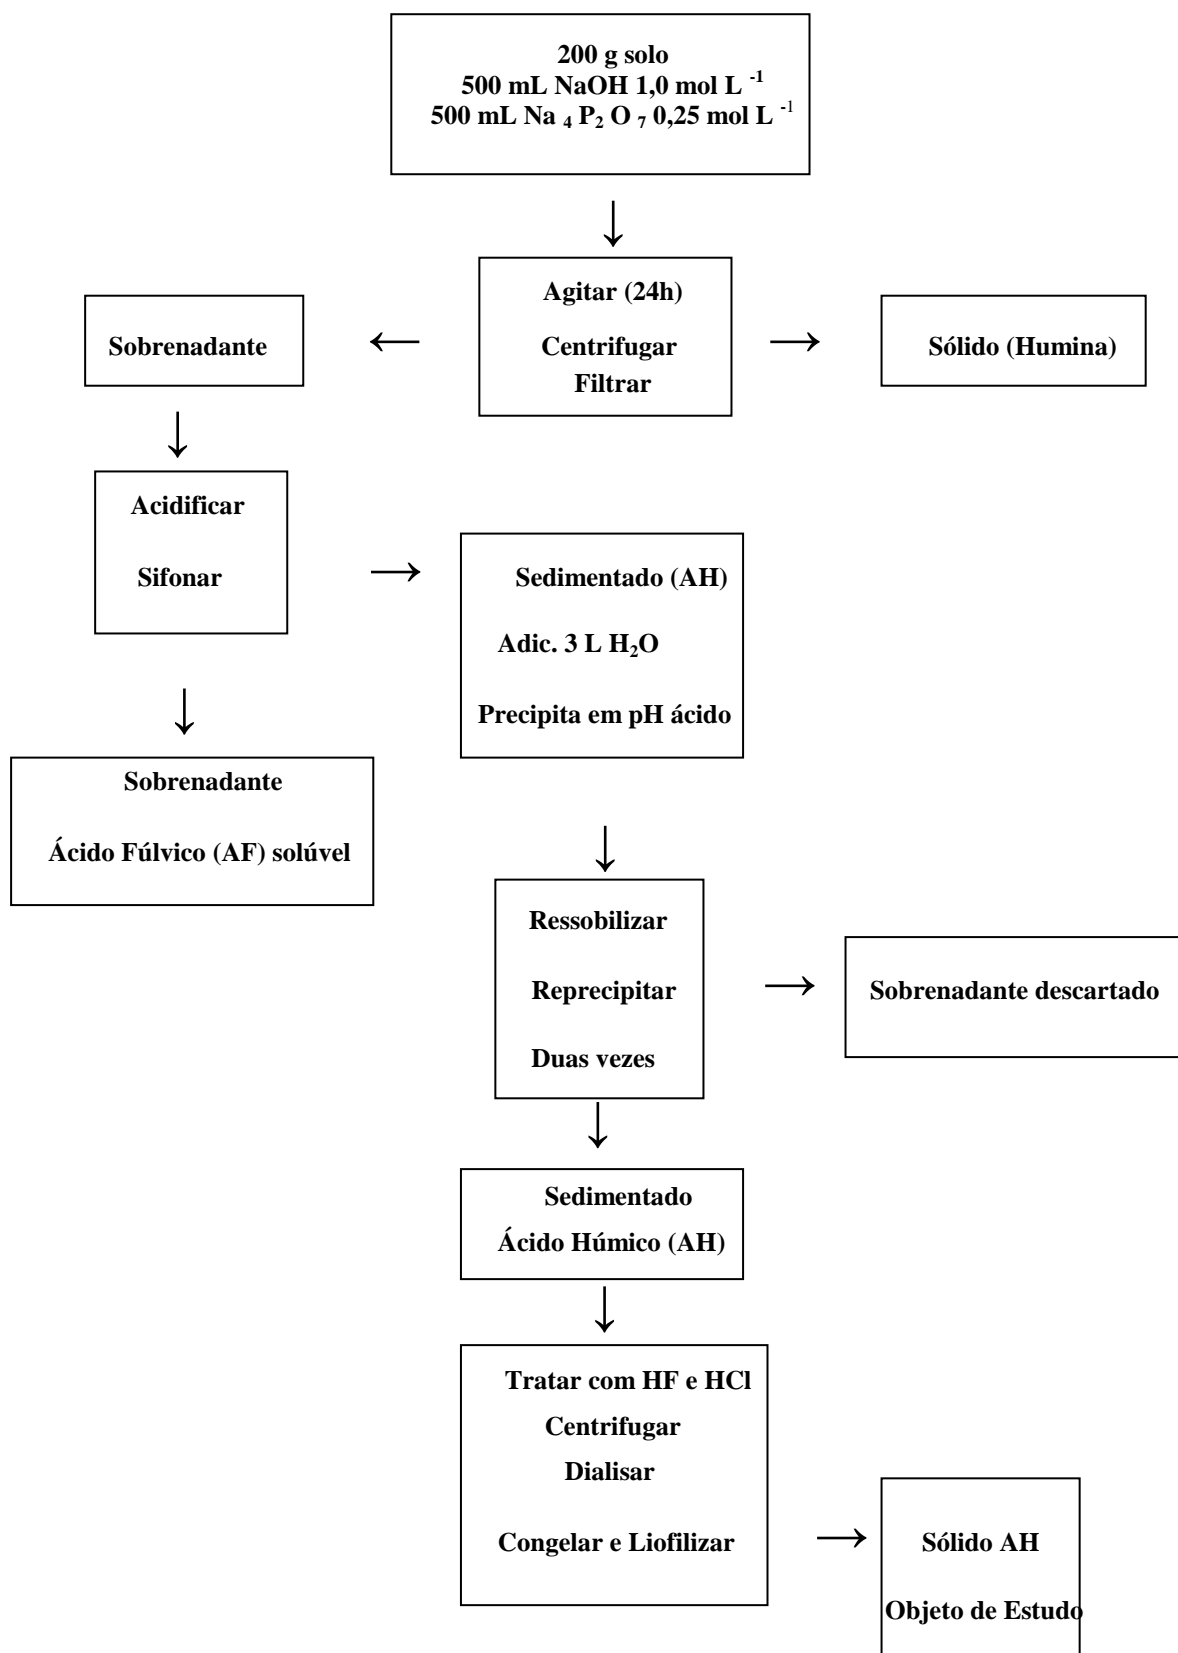 200 g solo
500 mL NaOH 1,0 mol L ⁻¹
500 mL Na ₄ P₂ O ₇ 0,25 mol L ⁻¹
↓
Agitar (24h)
Centrifugar
Filtrar
←
Sobrenadante
→
Sólido (Humina)
↓
Acidificar
Sifonar
→
Sedimentado (AH)
Adic. 3 L H₂O
Precipita em pH ácido
↓
Sobrenadante
Ácido Fúlvico (AF) solúvel
↓
Ressobilizar
Reprecipitar
Duas vezes
→
Sobrenadante descartado
↓
Sedimentado
Ácido Húmico (AH)
↓
Tratar com HF e HCl
Centrifugar
Dialisar
Congelar e Liofilizar
→
Sólido AH
Objeto de Estudo